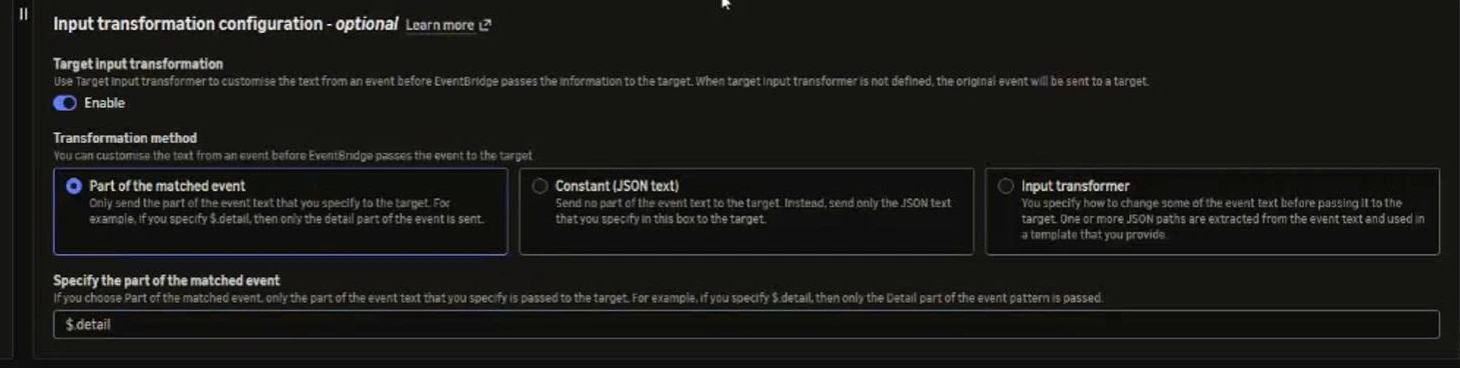 Input transformation configuration - optional Learn more
Target input transformation
Use Target input transformer to customise the text from an event before EventBridge passes the information to the target. When target input transformer is not defined, the original event will be sent to a target.
Enable
Transformation method
You can customise the text from an event before EventBridge passes the event to the target
Part of the matched event
Only send the part of the event text that you specify to the target. For
example, if you specify $.detail, then only the detail part of the event is sent.
Constant (JSON text)
Send no part of the event text to the target. Instead, send only the JSON text
that you specify in this box to the target.
Input transformer
You specify how to change some of the event text before passing it to the
target. One or more JSON paths are extracted from the event text and used in
a template that you provide.
Specify the part of the matched event
If you choose Part of the matched event, only the part of the event text that you specify is passed to the target. For example, if you specify $.detail, then only the Detail part of the event pattern is passed.
$.detail